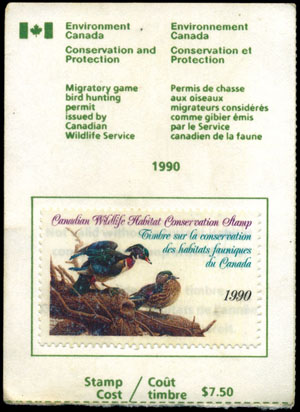 Environment
Canada
Conservation and
Protection
Environnement
Canada
Conservation et
Protection
Migratory game
bird hunting
permit
issued by
Canadian
Wildlife Service
Permis de chasse
aux oiseaux
migrateurs considérés
comme gibier émis
par le Service
canadien de la faune
1990
Canadian Wildlife Habitat Conservation Stamp
Timbre sur la conservation
des habitats fauniques
du Canada
1990
Stamp / Coût
Cost / timbre $7.50